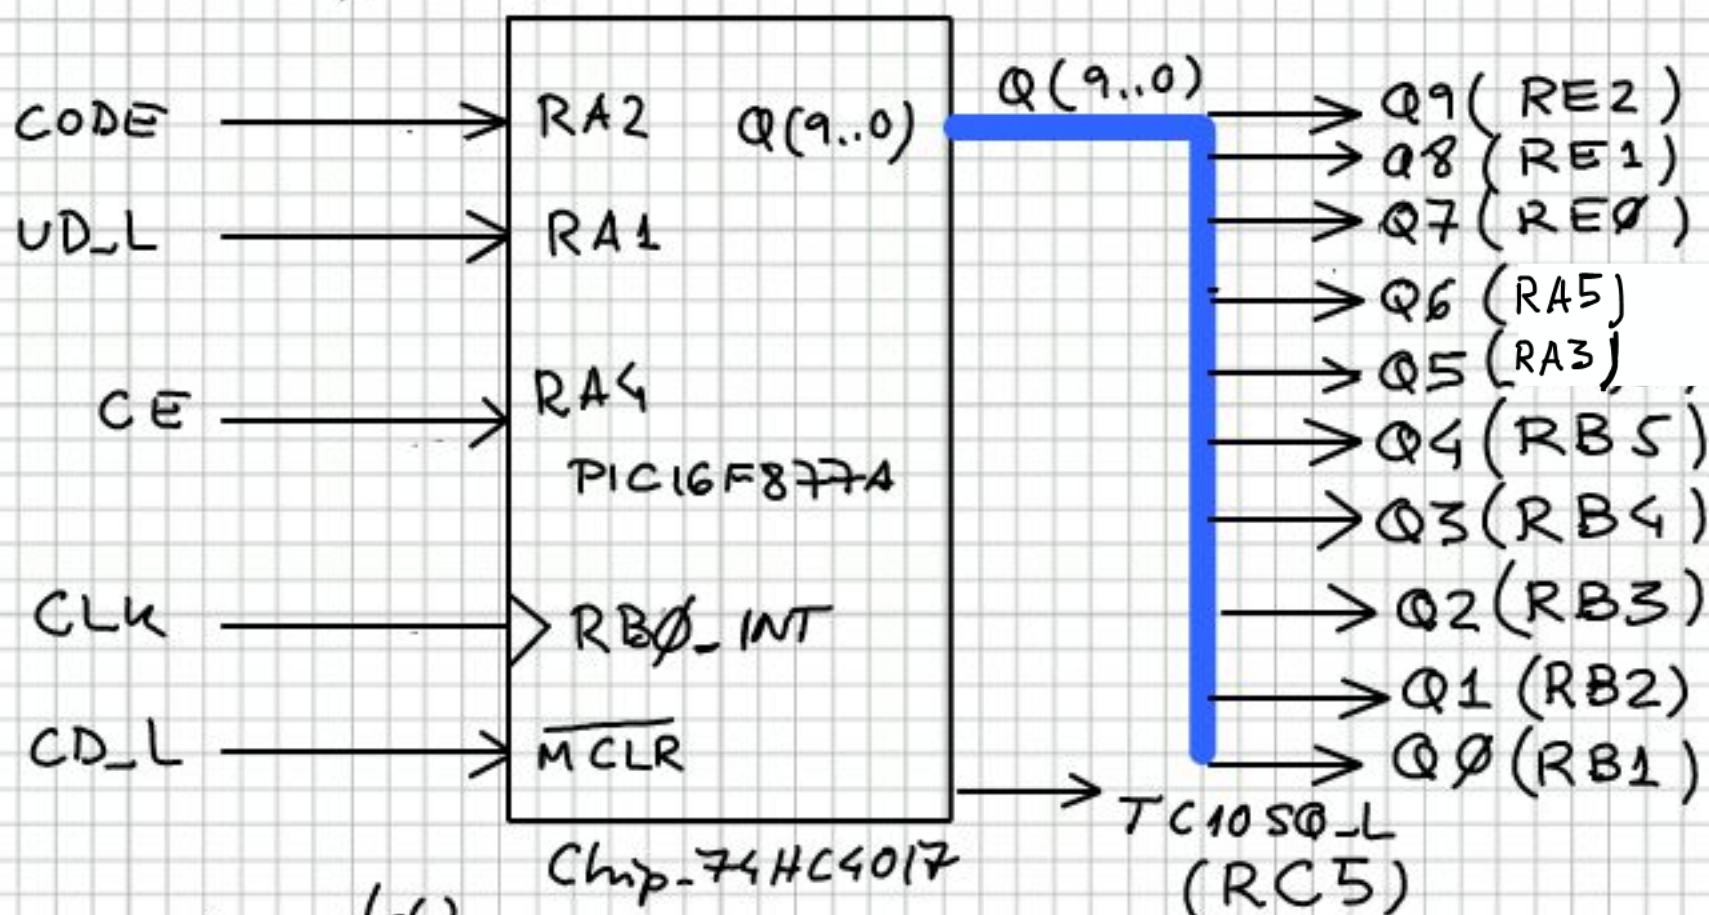 CODE
RA2
Q(9..0)
Q(9..0)
Q9( RE2 )
Q8( RE1 )
Q7( REØ )
UD_L
RA1
Q6 (RA5)
Q5 (RA3)
CE
RA4
Q4(RB5)
PIC16F877A
Q3(RB4)
CLK
RBØ_INT
Q2(RB3)
Q1 (RB2)
CD_L
MCLR
QØ(RB1)
TC10SQ_L
(RC5)
Chip_74HC4017